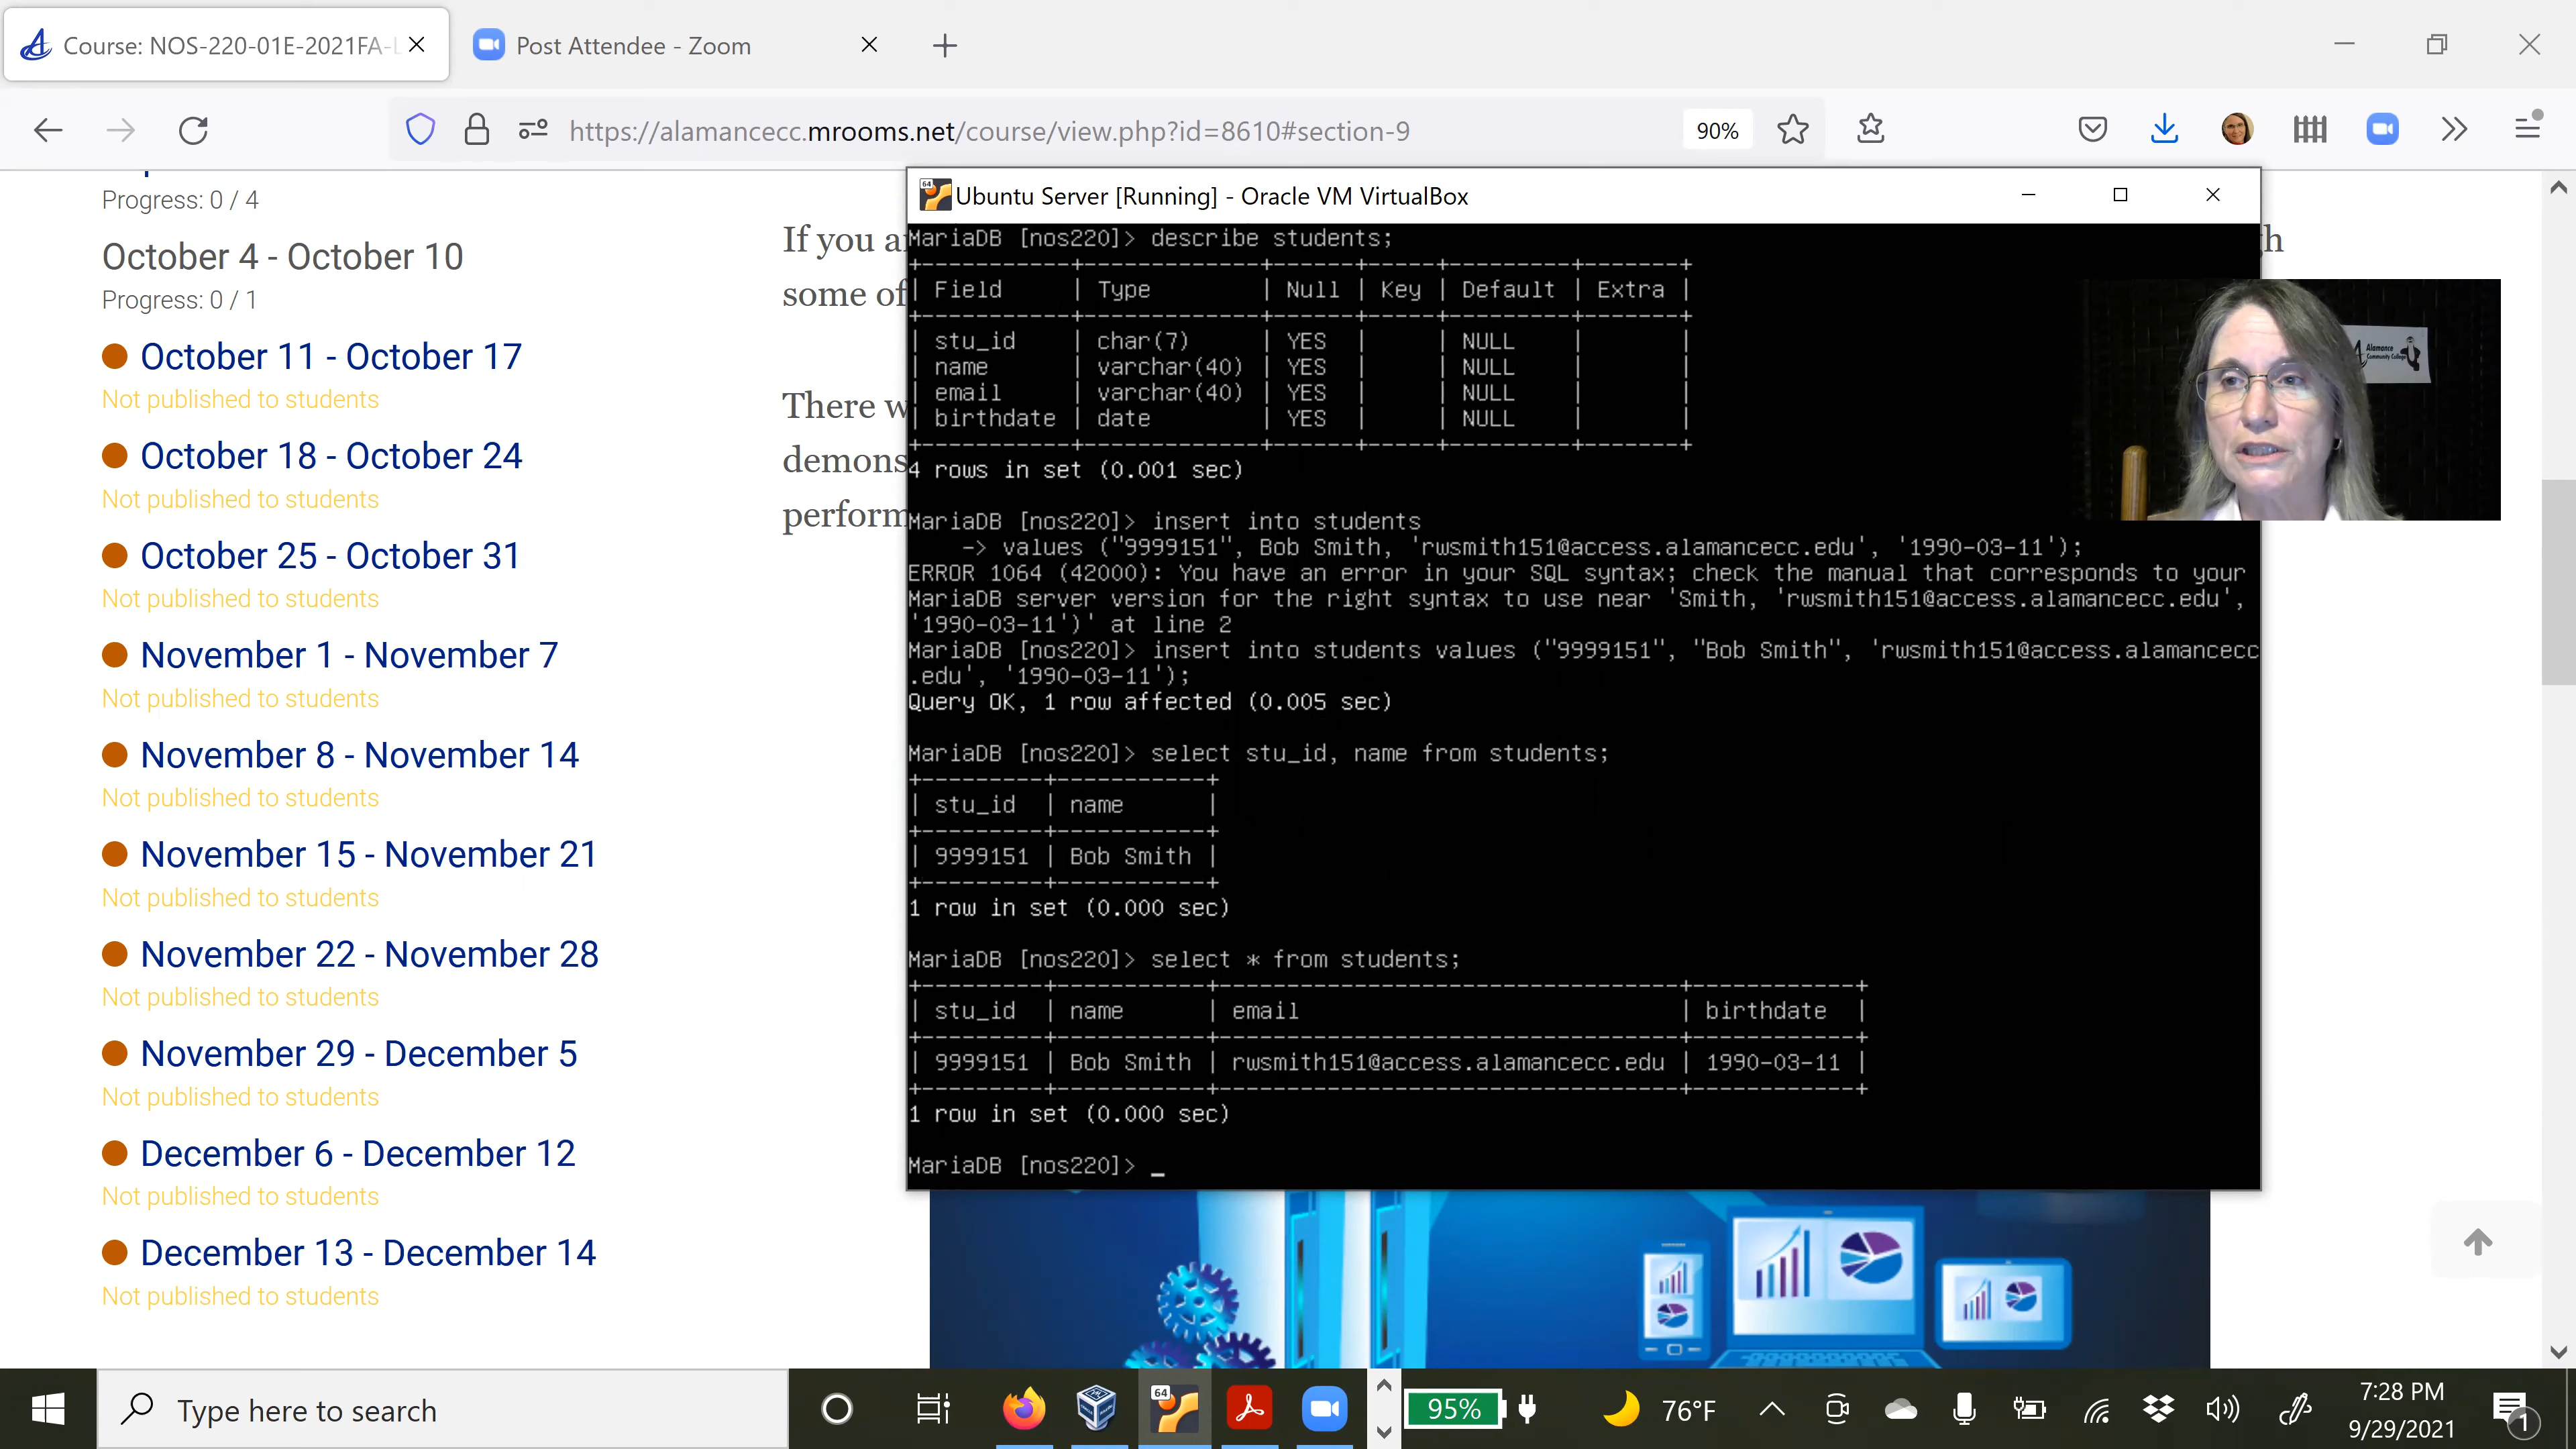 Course: NOS-220-01E-2021FA-L
Post Attendee - Zoom
https://alamancecc.mrooms.net/course/view.php?id=8610#section-9
90%
Progress: 0 / 4
October 4 - October 10
Progress: 0 / 1
October 11 - October 17
Not published to students
October 18 - October 24
Not published to students
October 25 - October 31
Not published to students
November 1 - November 7
Not published to students
November 8 - November 14
Not published to students
November 15 - November 21
Not published to students
November 22 - November 28
Not published to students
November 29 - December 5
Not published to students
December 6 - December 12
Not published to students
December 13 - December 14
Not published to students
If you
some of
There
demons
perform
64
Ubuntu Server [Running] - Oracle VM VirtualBox
MariaDB [nos220]> describe students;
+-----------+-------------+------+-----+---------+-------+
| Field     | Type        | Null | Key | Default | Extra |
+-----------+-------------+------+-----+---------+-------+
| stu_id    | char(7)     | YES  |     | NULL    |       |
| name      | varchar(40) | YES  |     | NULL    |       |
| email     | varchar(40) | YES  |     | NULL    |       |
| birthdate | date        | YES  |     | NULL    |       |
+-----------+-------------+------+-----+---------+-------+
4 rows in set (0.001 sec)
MariaDB [nos220]> insert into students
    -> values ("9999151", Bob Smith, 'rwsmith151@access.alamancecc.edu', '1990-03-11');
ERROR 1064 (42000): You have an error in your SQL syntax; check the manual that corresponds to your
MariaDB server version for the right syntax to use near 'Smith, 'rwsmith151@access.alamancecc.edu',
'1990-03-11')' at line 2
MariaDB [nos220]> insert into students values ("9999151", "Bob Smith", 'rwsmith151@access.alamancecc
.edu', '1990-03-11');
Query OK, 1 row affected (0.005 sec)
MariaDB [nos220]> select stu_id, name from students;
+---------+-----------+
| stu_id  | name      |
+---------+-----------+
| 9999151 | Bob Smith |
+---------+-----------+
1 row in set (0.000 sec)
MariaDB [nos220]> select * from students;
+---------+-----------+----------------------------------+------------+
| stu_id  | name      | email                            | birthdate  |
+---------+-----------+----------------------------------+------------+
| 9999151 | Bob Smith | rwsmith151@access.alamancecc.edu | 1990-03-11 |
+---------+-----------+----------------------------------+------------+
1 row in set (0.000 sec)
MariaDB [nos220]> _
Alamance
Community College
Type here to search
64
95%
76°F
7:28 PM
9/29/2021
1